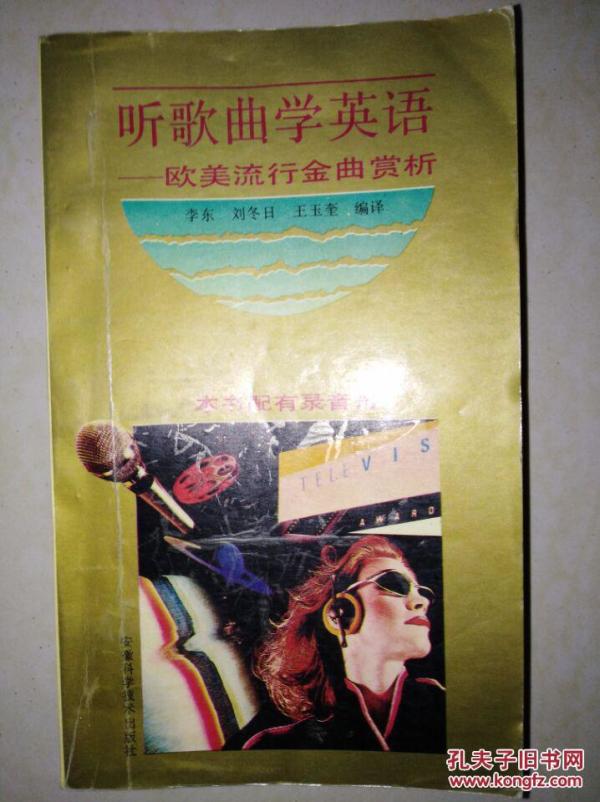 听歌曲学英语
——欧美流行金曲赏析
李东 刘冬日 王玉奎 编译
本书配有录音带
TELEVIS
AWARD
安徽科学技术出版社
孔夫子旧书网
www.kongfz.com